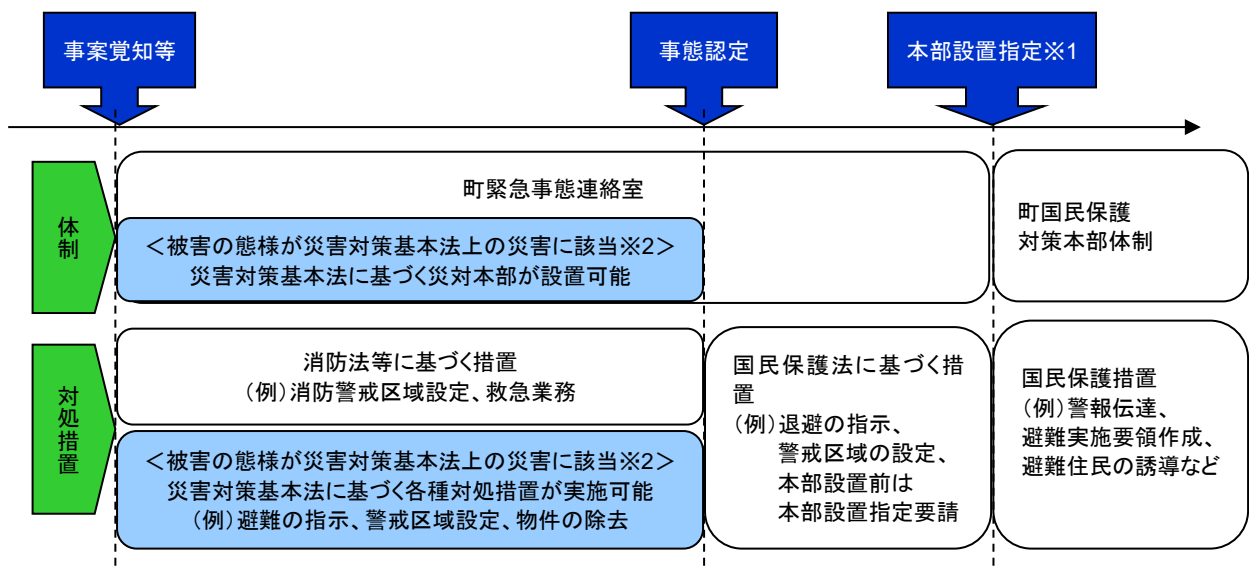 事案覚知等
事態認定
本部設置指定※1
体制
町緊急事態連絡室
＜被害の態様が災害対策基本法上の災害に該当※2＞
災害対策基本法に基づく災対本部が設置可能
町国民保護
対策本部体制
対処措置
消防法等に基づく措置
（例）消防警戒区域設定、救急業務
＜被害の態様が災害対策基本法上の災害に該当※2＞
災害対策基本法に基づく各種対処措置が実施可能
（例）避難の指示、警戒区域設定、物件の除去
国民保護法に基づく措
置
（例）退避の指示、
警戒区域の設定、
本部設置前は
本部設置指定要請
国民保護措置
（例）警報伝達、
避難実施要領作成、
避難住民の誘導など